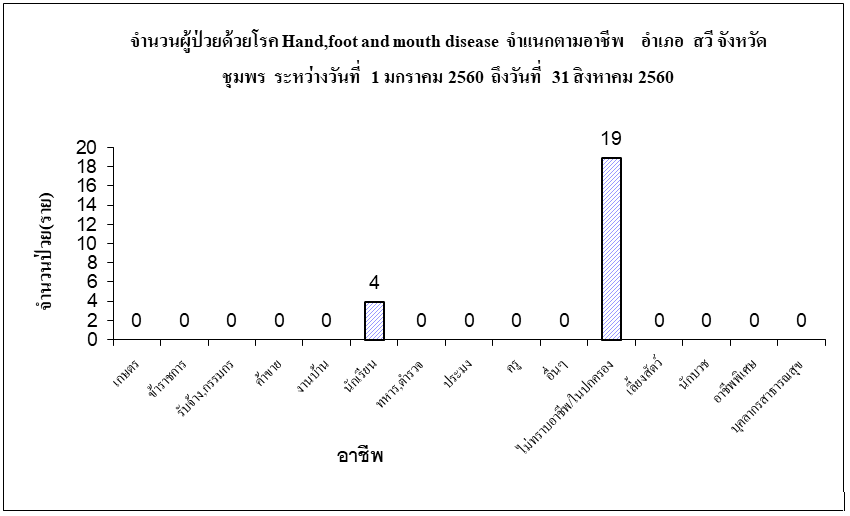 จำนวนผู้ป่วยด้วยโรค Hand,foot and mouth disease จำแนกตามอาชีพ อำเภอ สวี จังหวัด
ชุมพร ระหว่างวันที่ 1 มกราคม 2560 ถึงวันที่ 31 สิงหาคม 2560
จำนวนป่วย(ราย)
20
18
16
14
12
10
8
6
4
2
0
0 0 0 0 0 4 0 0 0 0 19 0 0 0 0
เกษตร
ข้าราชการ
รับจ้าง,กรรมกร
ค้าขาย
งานบ้าน
นักเรียน
ทหาร,ตำรวจ
ประมง
ครู
อื่นๆ
ไม่ทราบอาชีพ/ในปกครอง
เลี้ยงสัตว์
นักบวช
อาชีพพิเศษ
บุคลากรสาธารณสุข
อาชีพ